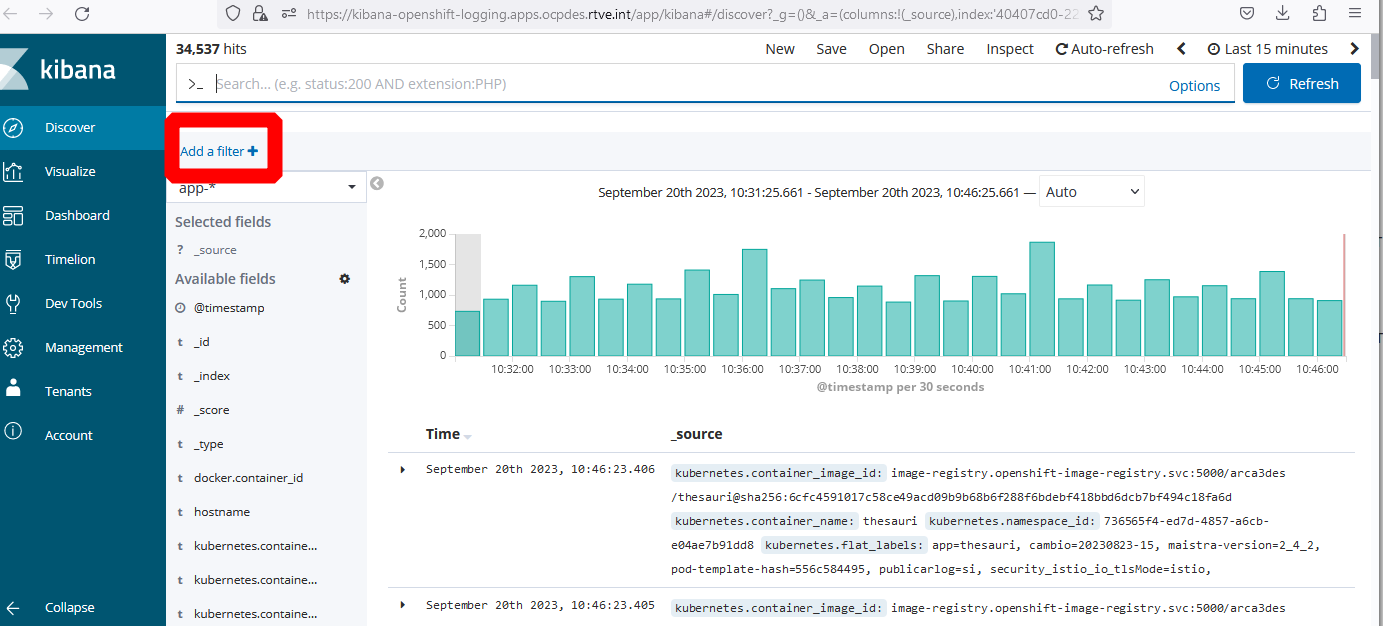 https://kibana-openshift-logging.apps.ocpdes.rtve.int/app/kibana#/discover?_g=()&_a=(columns:!(_source),index:'40407cd0-22
kibana
Discover
Visualize
Dashboard
Timelion
Dev Tools
Management
Tenants
Account
Collapse
34,537 hits
New Save Open Share Inspect Auto-refresh Last 15 minutes
>_ Search... (e.g. status:200 AND extension:PHP) Options Refresh
Add a filter +
app-*
Selected fields
? _source
Available fields
@timestamp
t _id
t _index
# _score
t _type
t docker.container_id
t hostname
t kubernetes.containe...
t kubernetes.containe...
t kubernetes.containe...
September 20th 2023, 10:31:25.661 - September 20th 2023, 10:46:25.661 — Auto
Count
2,000
1,500
1,000
500
0
10:32:00 10:33:00 10:34:00 10:35:00 10:36:00 10:37:00 10:38:00 10:39:00 10:40:00 10:41:00 10:42:00 10:43:00 10:44:00 10:45:00 10:46:00
@timestamp per 30 seconds
Time _source
September 20th 2023, 10:46:23.406 kubernetes.container_image_id: image-registry.openshift-image-registry.svc:5000/arca3des
/thesauri@sha256:6cfc4591017c58ce49acd09b9b68b6f288f6bdebf418bbd6dcb7bf494c18fa6d
kubernetes.container_name: thesauri kubernetes.namespace_id: 736565f4-ed7d-4857-a6cb-
e04ae7b91dd8 kubernetes.flat_labels: app=thesauri, cambio=20230823-15, maistra-version=2_4_2,
pod-template-hash=556c584495, publicarlog=si, security_istio_io_tlsMode=istio,
September 20th 2023, 10:46:23.405 kubernetes.container_image_id: image-registry.openshift-image-registry.svc:5000/arca3des